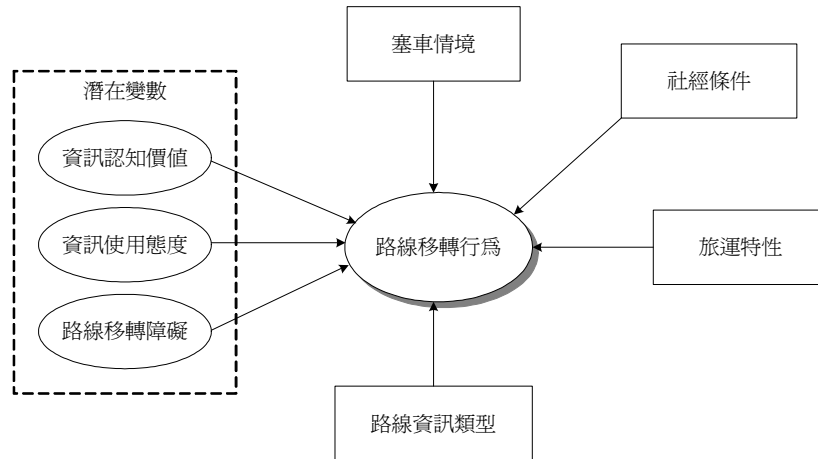 塞車情境
社經條件
潛在變數
資訊認知價值
資訊使用態度
路線移轉行為
旅運特性
路線移轉障礙
路線資訊類型